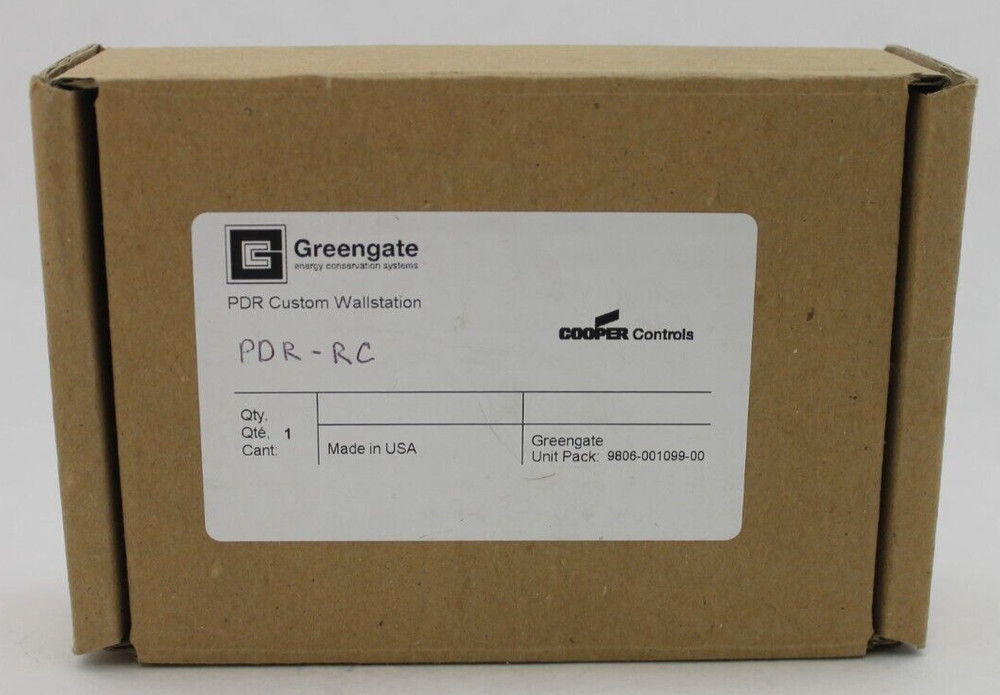 Greengate
energy conservation systems
PDR Custom Wallstation
COOPER Controls
PDR-RC
Qty,
Qté, 1
Cant:
Made in USA
Greengate
Unit Pack: 9806-001099-00